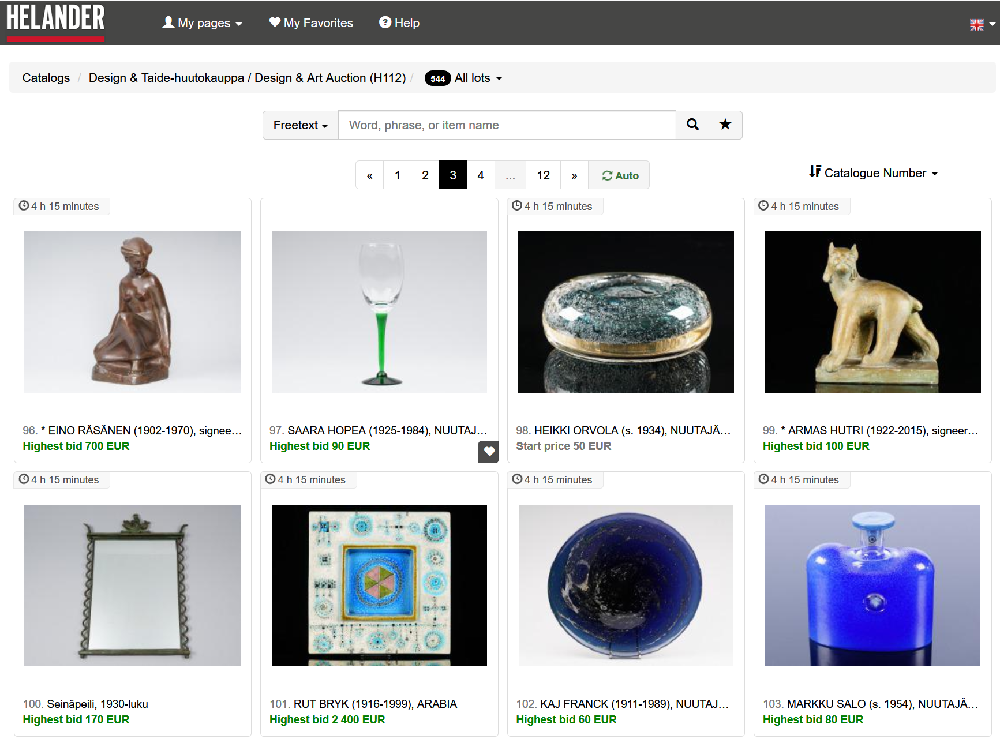 HELANDER
My pages
My Favorites
Help
Catalogs / Design & Taide-huutokauppa / Design & Art Auction (H112) / 544 All lots
Freetext
Word, phrase, or item name
« 1 2 3 4 ... 12 » Auto
Catalogue Number
4 h 15 minutes
96. * EINO RÄSÄNEN (1902-1970), signee...
Highest bid 700 EUR
97. SAARA HOPEA (1925-1984), NUUTAJ...
Highest bid 90 EUR
4 h 15 minutes
98. HEIKKI ORVOLA (s. 1934), NUUTAJÄ...
Start price 50 EUR
4 h 15 minutes
99. * ARMAS HUTRI (1922-2015), signeer...
Highest bid 100 EUR
4 h 15 minutes
100. Seinäpeili, 1930-luku
Highest bid 170 EUR
4 h 15 minutes
101. RUT BRYK (1916-1999), ARABIA
Highest bid 2 400 EUR
4 h 15 minutes
102. KAJ FRANCK (1911-1989), NUUTAJ...
Highest bid 60 EUR
4 h 15 minutes
103. MARKKU SALO (s. 1954), NUUTAJÄ...
Highest bid 80 EUR